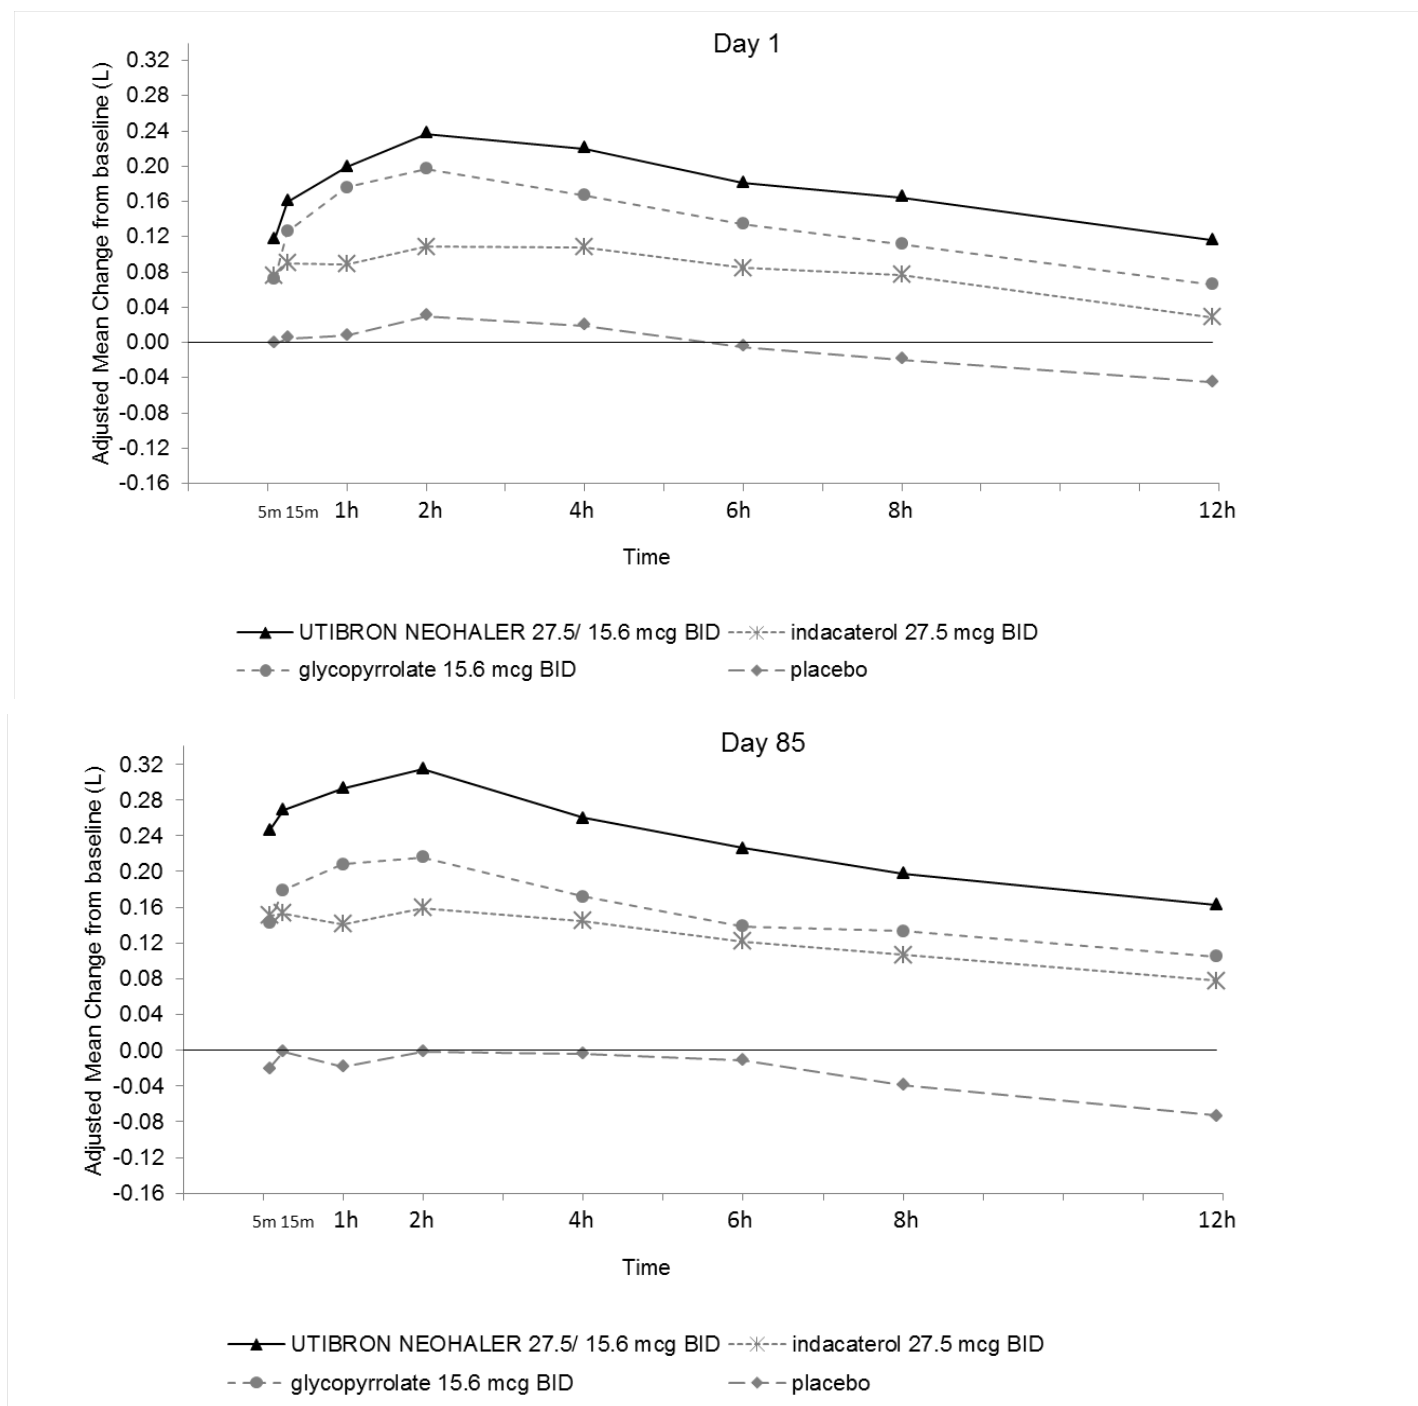 Day 1
Adjusted Mean Change from baseline (L)
0.32
0.28
0.24
0.20
0.16
0.12
0.08
0.04
0.00
-0.04
-0.08
-0.12
-0.16
5m 15m 1h 2h 4h 6h 8h 12h
Time
UTIBRON NEOHALER 27.5/ 15.6 mcg BID indacaterol 27.5 mcg BID
glycopyrrolate 15.6 mcg BID placebo
Day 85
Adjusted Mean Change from baseline (L)
0.32
0.28
0.24
0.20
0.16
0.12
0.08
0.04
0.00
-0.04
-0.08
-0.12
-0.16
5m 15m 1h 2h 4h 6h 8h 12h
Time
UTIBRON NEOHALER 27.5/ 15.6 mcg BID indacaterol 27.5 mcg BID
glycopyrrolate 15.6 mcg BID placebo